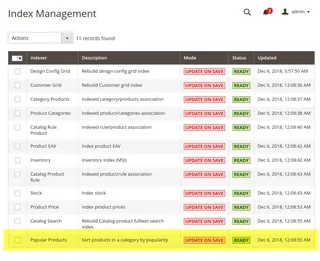 Index Management
2
admin
Actions
11 records found
Indexer Description Mode Status Updated
Design Config Grid Rebuild design config grid index UPDATE ON SAVE READY Dec 6, 2018, 3:57:50 AM
Customer Grid Rebuild Customer grid index UPDATE ON SAVE READY Dec 6, 2018, 12:08:36 AM
Category Products Indexed category/products association UPDATE ON SAVE READY Dec 6, 2018, 12:08:38 AM
Product Categories Indexed product/categories association UPDATE ON SAVE READY Dec 6, 2018, 12:08:38 AM
Catalog Rule
Product Indexed rule/product association UPDATE ON SAVE READY Dec 6, 2018, 12:08:40 AM
Product EAV Index product EAV UPDATE ON SAVE READY Dec 6, 2018, 12:08:42 AM
Inventory Inventory index (MSI) UPDATE ON SAVE READY Dec 6, 2018, 12:08:42 AM
Catalog Product
Rule Indexed product/rule association UPDATE ON SAVE READY Dec 6, 2018, 12:08:43 AM
Stock Index stock UPDATE ON SAVE READY Dec 6, 2018, 12:08:43 AM
Product Price Index product prices UPDATE ON SAVE READY Dec 6, 2018, 12:08:53 AM
Catalog Search Rebuild Catalog product fulltext search
index UPDATE ON SAVE READY Dec 6, 2018, 12:08:55 AM
Popular Products Sort products in a category by popularity UPDATE ON SAVE READY Dec 6, 2018, 12:08:55 AM